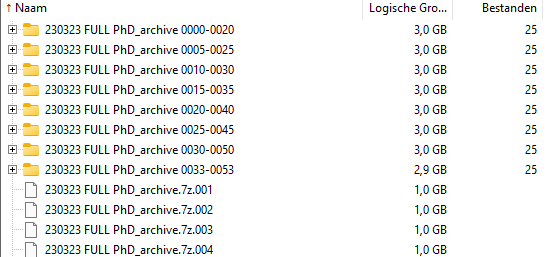 Naam Logische Gro... Bestanden
230323 FULL PhD_archive 0000-0020 3,0 GB 25
230323 FULL PhD_archive 0005-0025 3,0 GB 25
230323 FULL PhD_archive 0010-0030 3,0 GB 25
230323 FULL PhD_archive 0015-0035 3,0 GB 25
230323 FULL PhD_archive 0020-0040 3,0 GB 25
230323 FULL PhD_archive 0025-0045 3,0 GB 25
230323 FULL PhD_archive 0030-0050 3,0 GB 25
230323 FULL PhD_archive 0033-0053 2,9 GB 25
230323 FULL PhD_archive.7z.001 1,0 GB
230323 FULL PhD_archive.7z.002 1,0 GB
230323 FULL PhD_archive.7z.003 1,0 GB
230323 FULL PhD_archive.7z.004 1,0 GB